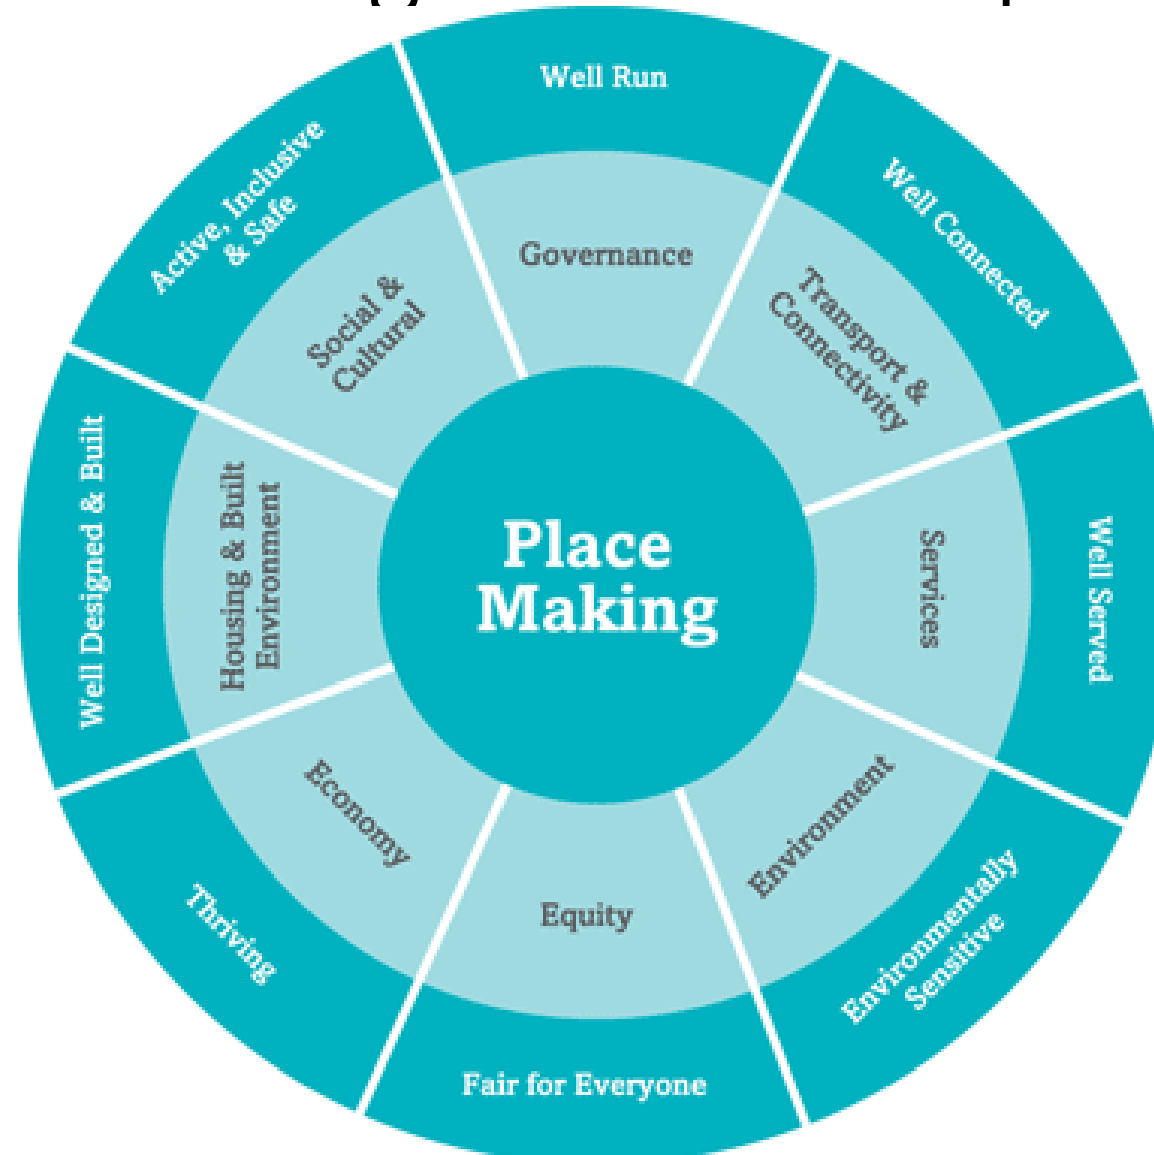 Well Run
Governance
Well Connected
Transport &
Connectivity
Well Served
Services
Environmentally
Sensitive
Environment
Fair for Everyone
Equity
Thriving
Economy
Well Designed & Built
Housing & Built
Environment
Active, Inclusive
& Safe
Social &
Cultural
Place
Making